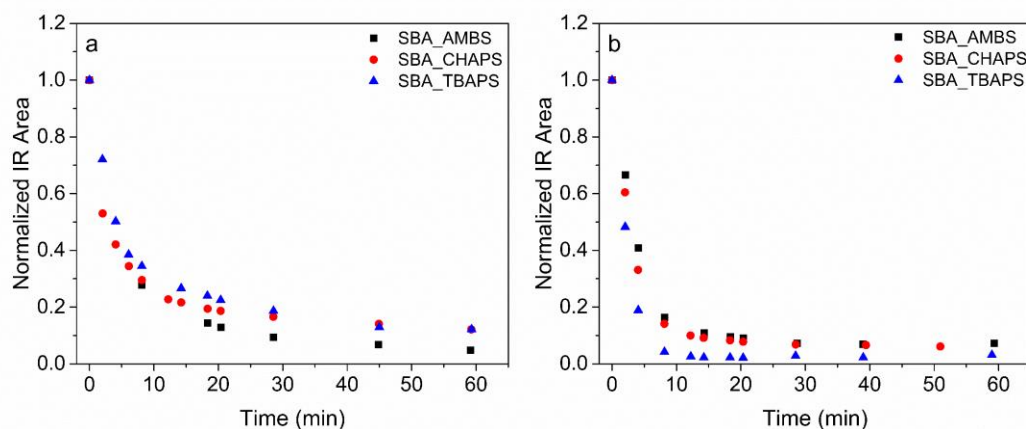 a
SBA_AMBS
SBA_CHAPS
SBA_TBAPS
Normalized IR Area
1.2
1.0
0.8
0.6
0.4
0.2
0.0
0 10 20 30 40 50 60
Time (min)
b
SBA_AMBS
SBA_CHAPS
SBA_TBAPS
Normalized IR Area
1.2
1.0
0.8
0.6
0.4
0.2
0.0
0 10 20 30 40 50 60
Time (min)